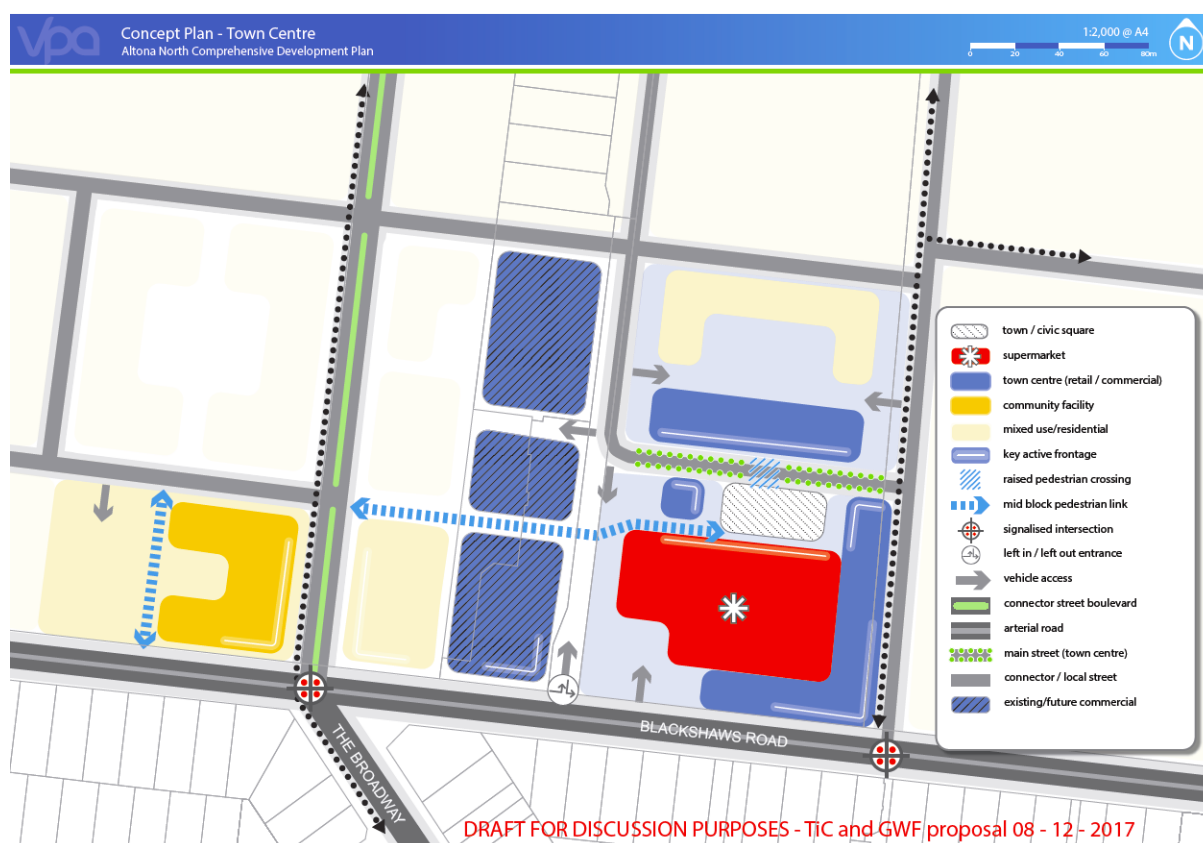 vpa
Concept Plan - Town Centre
Altona North Comprehensive Development Plan
1:2,000 @ A4
0 20 40 60 80m
N
town / civic square
supermarket
town centre (retail / commercial)
community facility
mixed use/residential
key active frontage
raised pedestrian crossing
mid block pedestrian link
signalised intersection
left in / left out entrance
vehicle access
connector street boulevard
arterial road
main street (town centre)
connector / local street
existing/future commercial
BLACKSHAWS ROAD
THE BROADWAY
DRAFT FOR DISCUSSION PURPOSES - TiC and GWF proposal 08 - 12 - 2017